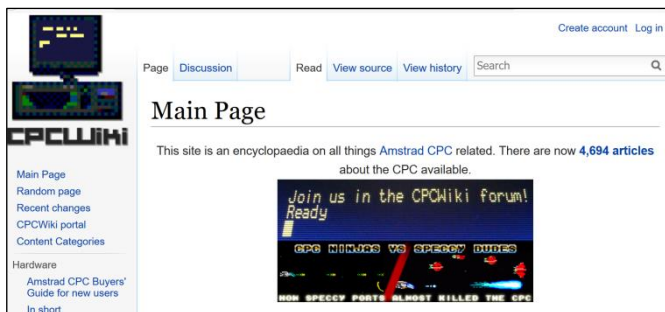 Create account Log in
Page Discussion Read View source View history Search
CPCWiki
Main Page
This site is an encyclopaedia on all things Amstrad CPC related. There are now 4,694 articles
about the CPC available.
Join us in the CPCWiki forum!
Ready
CPC NINJAS VS SPECCY DUDES
HOW SPECCY PORTS ALMOST KILLED THE CPC
Main Page
Random page
Recent changes
CPCWiki portal
Content Categories
Hardware
Amstrad CPC Buyers'
Guide for new users
In short